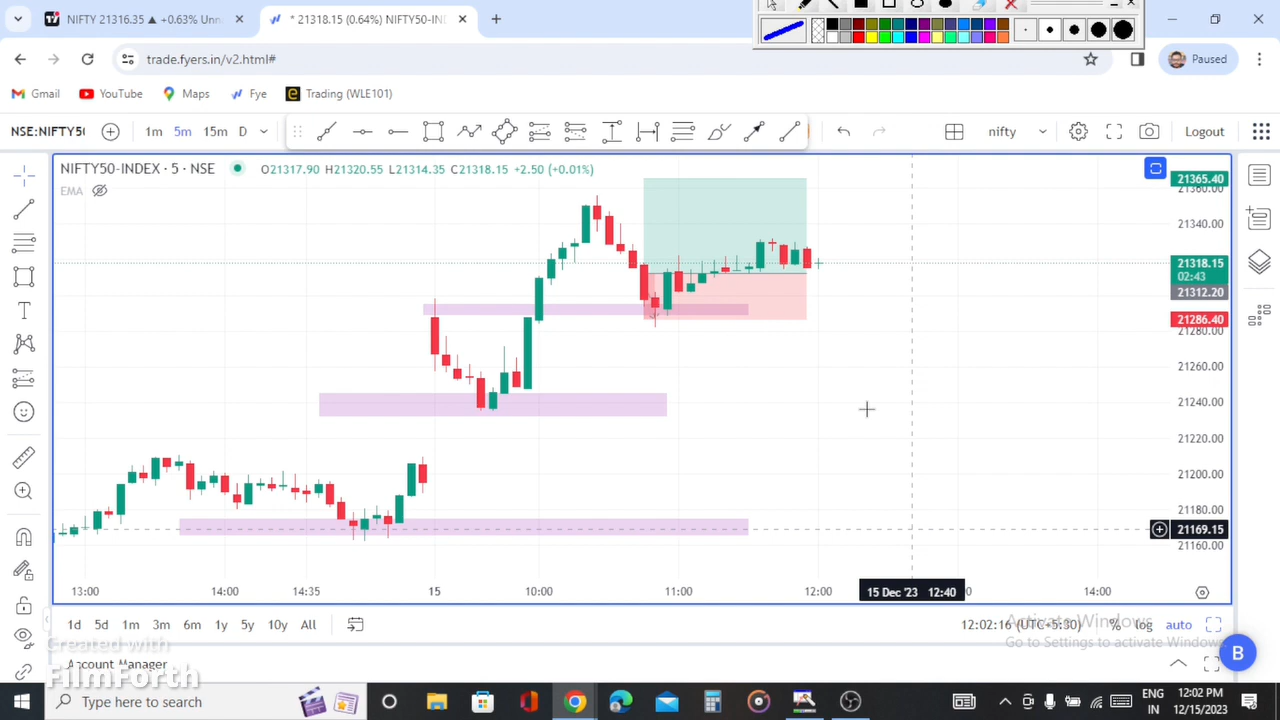 NIFTY 21316.35 ▲ +0.63% Unn
* 21318.15 (0.64%) NIFTY50-IN
trade.fyers.in/v2.html#
Paused
Gmail
YouTube
Maps
Fye
Trading (WLE101)
NSE:NIFTY50
1m
5m
15m
D
nifty
Logout
NIFTY50-INDEX · 5 · NSE
O21317.90 H21320.55 L21314.35 C21318.15 +2.50 (+0.01%)
EMA
21365.40
21360.00
21340.00
21318.15
02:43
21312.20
21286.40
21280.00
21260.00
21240.00
21220.00
21200.00
21180.00
21169.15
21160.00
13:00
14:00
14:35
15
10:00
11:00
12:00
15 Dec '23 12:40
14:00
1d
5d
1m
3m
6m
1y
5y
10y
All
12:02:16 (UTC+5:30)
%
log
auto
Activate Windows
Go to Settings to activate Windows.
Created with
FilmForth
Account Manager
B
Type here to search
ENG
IN
12:02 PM
12/15/2023